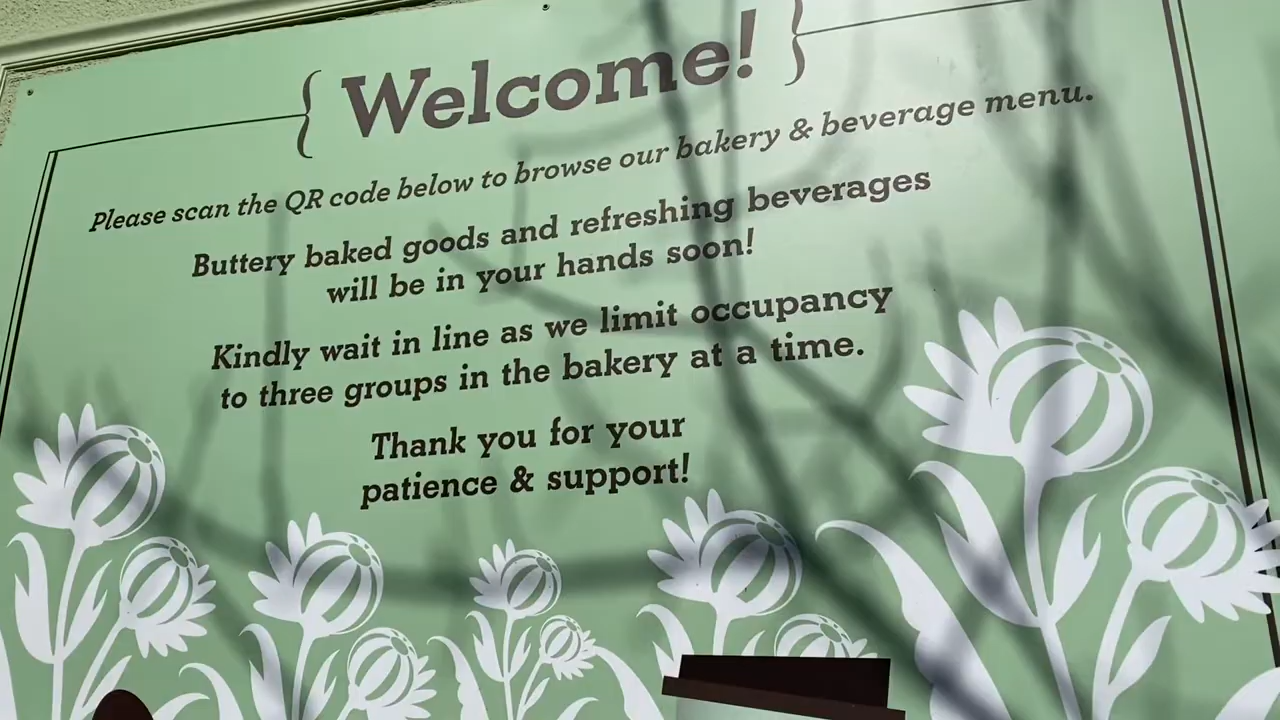 Welcome!
Please scan the QR code below to browse our bakery & beverage menu.
Buttery baked goods and refreshing beverages
will be in your hands soon!
Kindly wait in line as we limit occupancy
to three groups in the bakery at a time.
Thank you for your
patience & support!